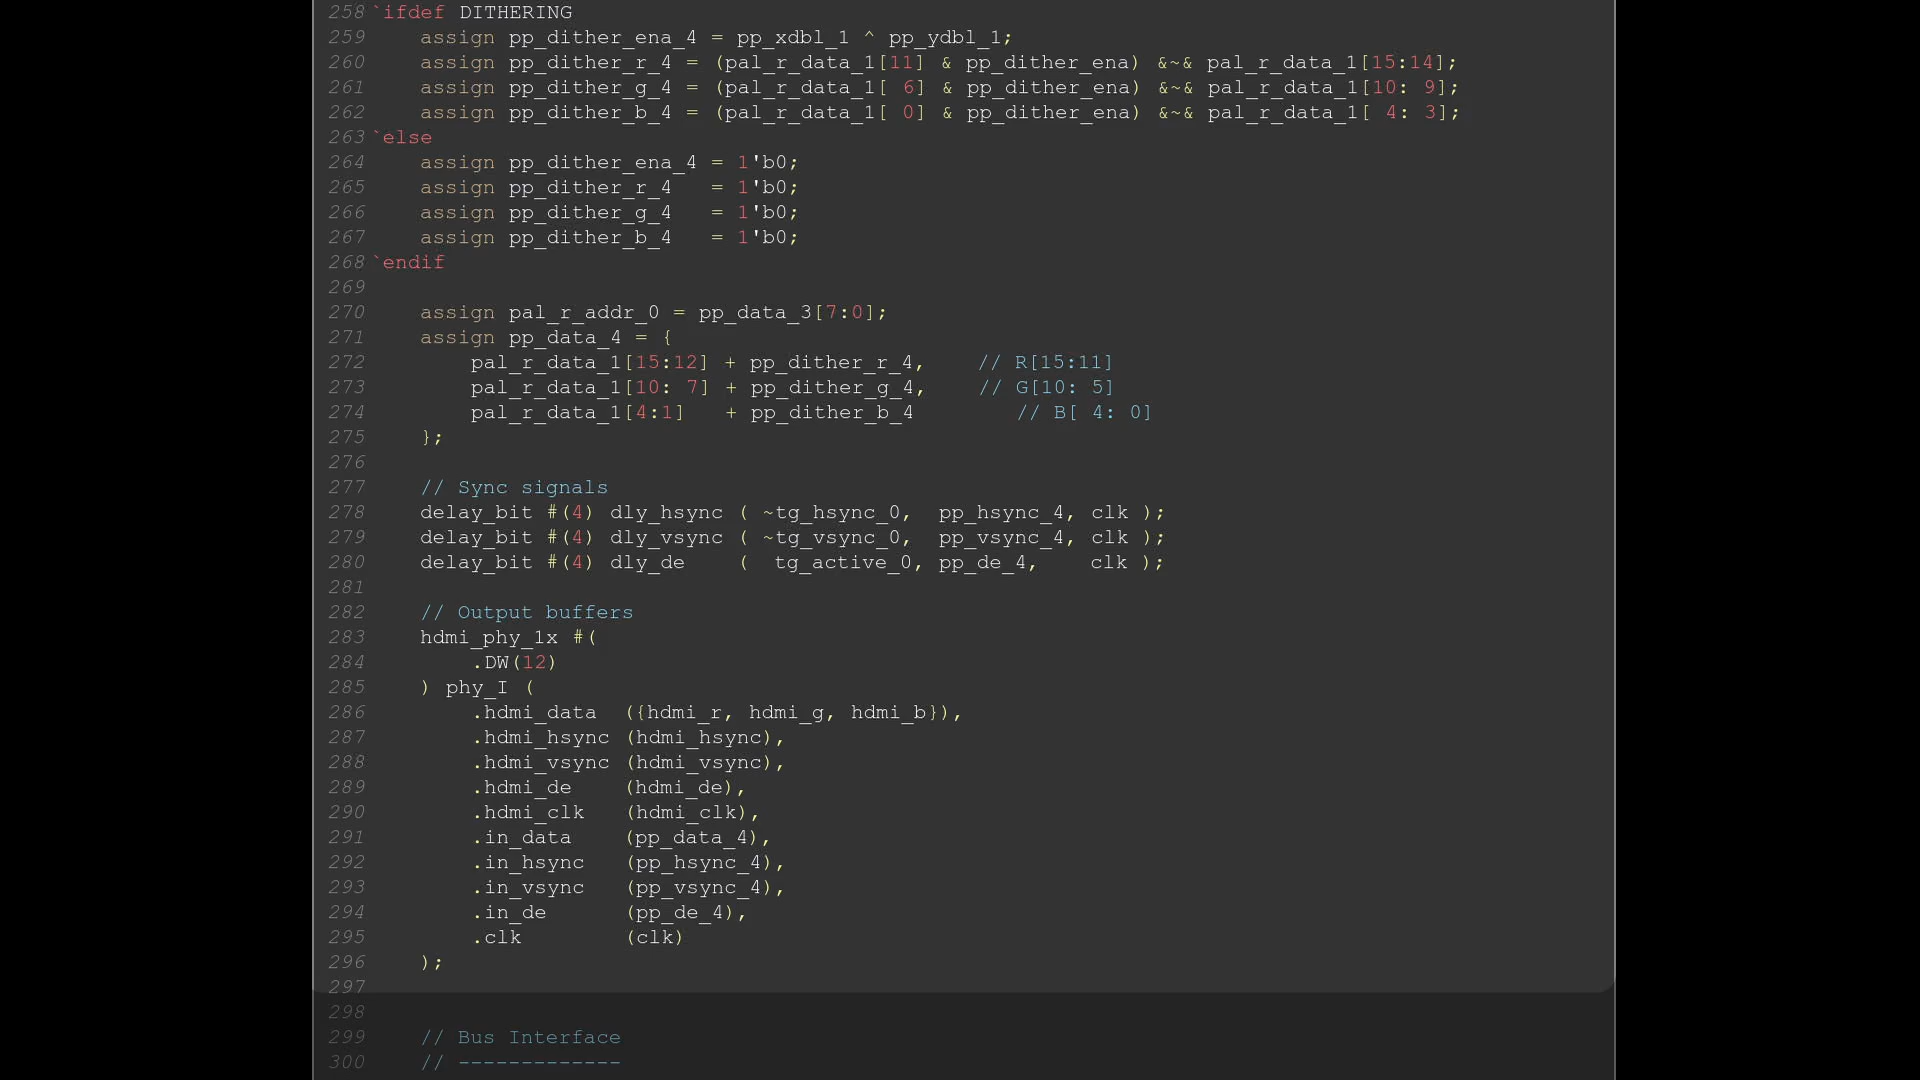 258 `ifdef DITHERING
259     assign pp_dither_ena_4 = pp_xdbl_1 ^ pp_ydbl_1;
260     assign pp_dither_r_4 = (pal_r_data_1[11] & pp_dither_ena) &~& pal_r_data_1[15:14];
261     assign pp_dither_g_4 = (pal_r_data_1[ 6] & pp_dither_ena) &~& pal_r_data_1[10: 9];
262     assign pp_dither_b_4 = (pal_r_data_1[ 0] & pp_dither_ena) &~& pal_r_data_1[ 4: 3];
263 `else
264     assign pp_dither_ena_4 = 1'b0;
265     assign pp_dither_r_4   = 1'b0;
266     assign pp_dither_g_4   = 1'b0;
267     assign pp_dither_b_4   = 1'b0;
268 `endif
269
270     assign pal_r_addr_0 = pp_data_3[7:0];
271     assign pp_data_4 = {
272         pal_r_data_1[15:12] + pp_dither_r_4,    // R[15:11]
273         pal_r_data_1[10: 7] + pp_dither_g_4,    // G[10: 5]
274         pal_r_data_1[4:1]   + pp_dither_b_4        // B[ 4: 0]
275     };
276
277     // Sync signals
278     delay_bit #(4) dly_hsync ( ~tg_hsync_0,  pp_hsync_4, clk );
279     delay_bit #(4) dly_vsync ( ~tg_vsync_0,  pp_vsync_4, clk );
280     delay_bit #(4) dly_de    (  tg_active_0, pp_de_4,    clk );
281
282     // Output buffers
283     hdmi_phy_1x #(
284         .DW(12)
285     ) phy_I (
286         .hdmi_data  ({hdmi_r, hdmi_g, hdmi_b}),
287         .hdmi_hsync (hdmi_hsync),
288         .hdmi_vsync (hdmi_vsync),
289         .hdmi_de    (hdmi_de),
290         .hdmi_clk   (hdmi_clk),
291         .in_data    (pp_data_4),
292         .in_hsync   (pp_hsync_4),
293         .in_vsync   (pp_vsync_4),
294         .in_de      (pp_de_4),
295         .clk        (clk)
296     );
297
298
299     // Bus Interface
300     // -------------